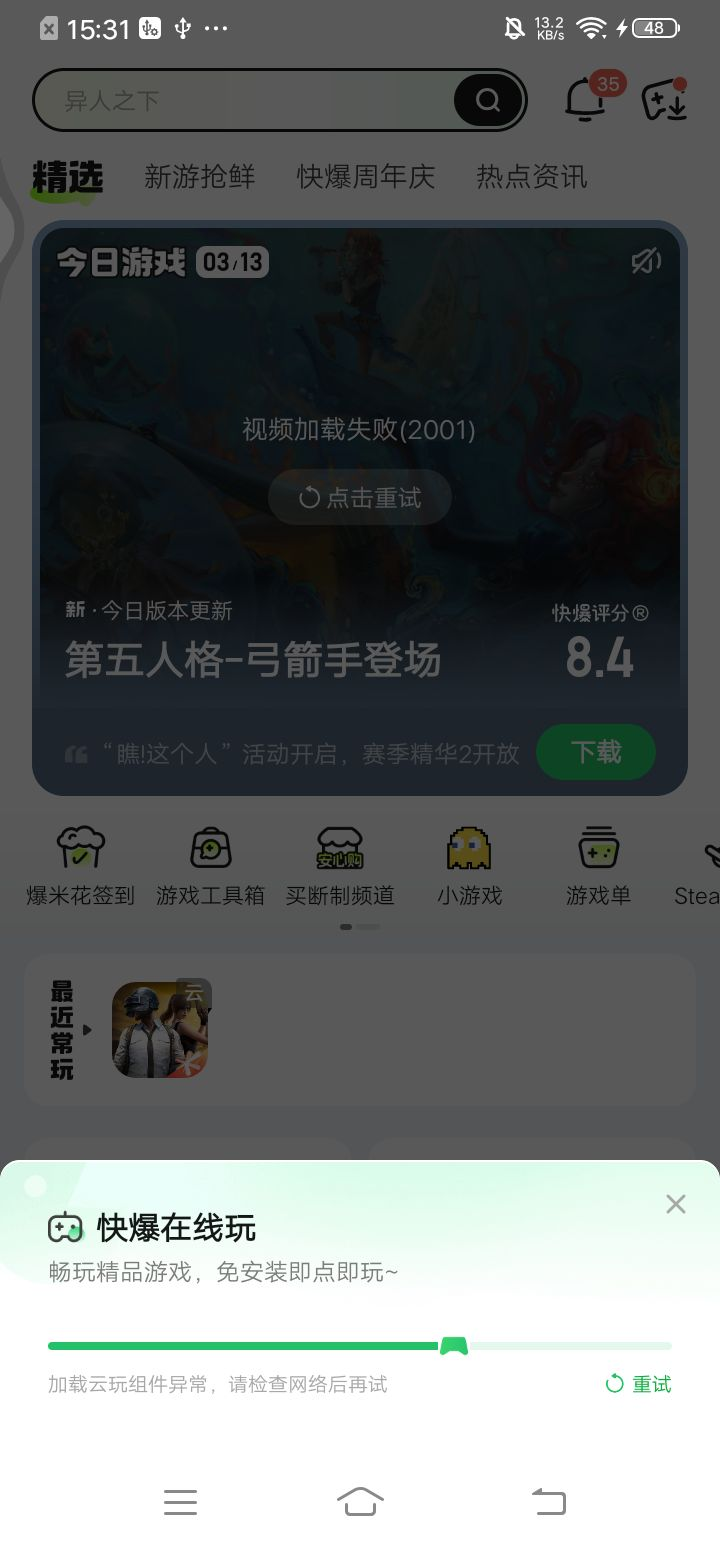 15:31
13.2
KB/s
48
异人之下
35
精选
新游抢鲜
快爆周年庆
热点资讯
今日游戏 03/13
视频加载失败(2001)
点击重试
新·今日版本更新
快爆评分®
第五人格-弓箭手登场
8.4
“瞧!这个人”活动开启，赛季精华2开放
下载
安心购
爆米花签到
游戏工具箱
买断制频道
小游戏
游戏单
Stea
最近常玩
云
快爆在线玩
畅玩精品游戏，免安装即点即玩~
加载云玩组件异常，请检查网络后再试
重试